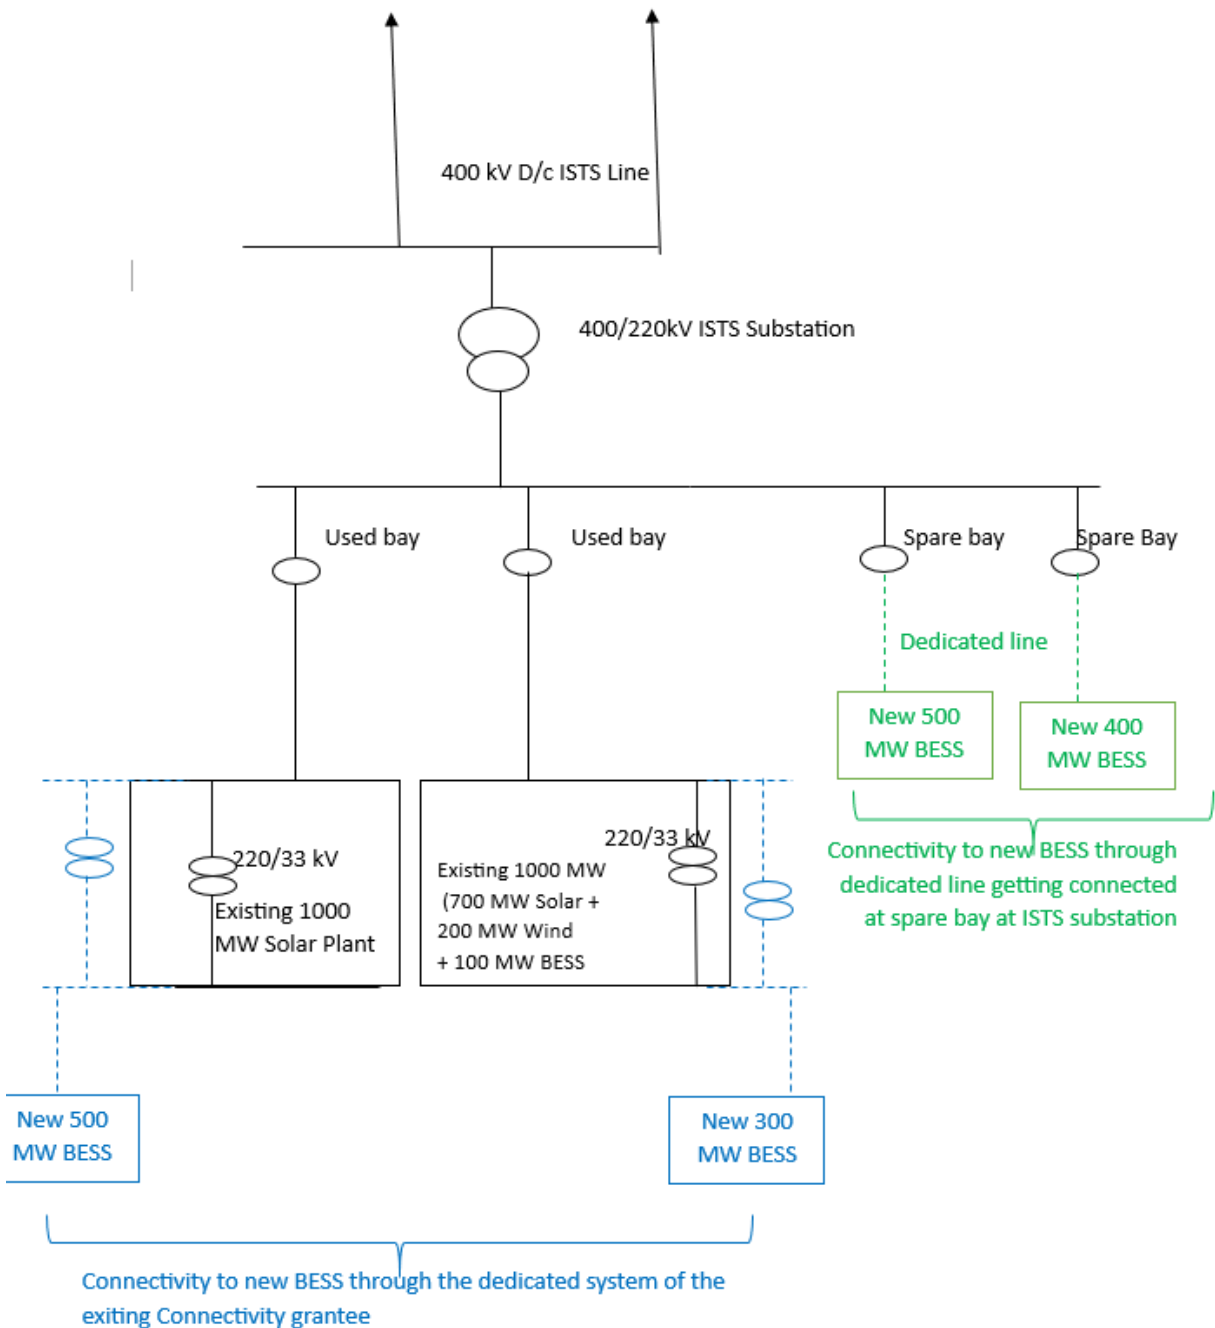 400 kV D/c ISTS Line
400/220kV ISTS Substation
Used bay
Used bay
Spare bay
Spare Bay
Dedicated line
New 500
MW BESS
New 400
MW BESS
220/33 kV
Existing 1000
MW Solar Plant
220/33 kV
Existing 1000 MW
(700 MW Solar +
200 MW Wind
+ 100 MW BESS
Connectivity to new BESS through
dedicated line getting connected
at spare bay at ISTS substation
New 500
MW BESS
New 300
MW BESS
Connectivity to new BESS through the dedicated system of the
exiting Connectivity grantee